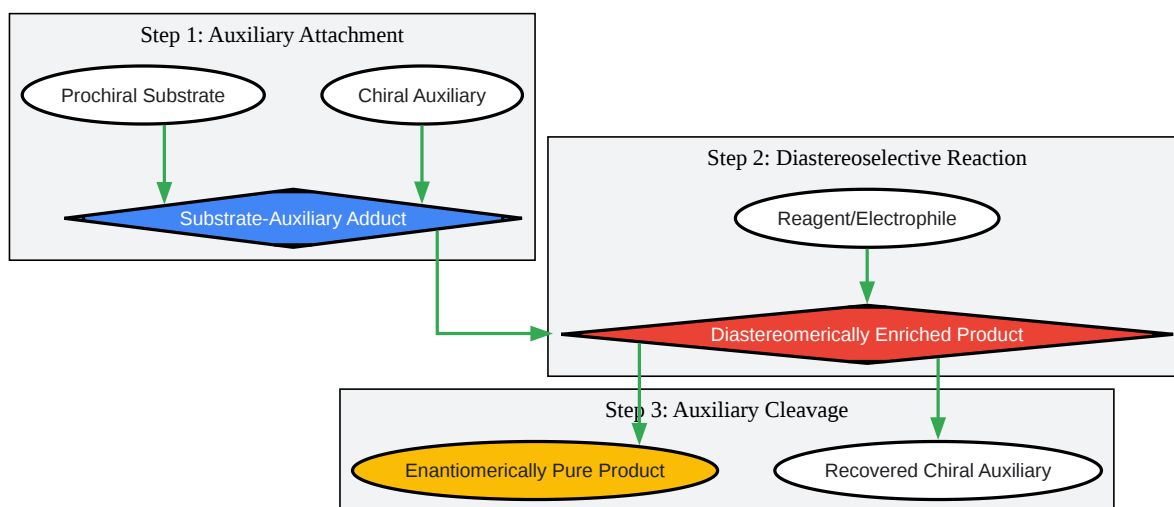 Step 1: Auxiliary Attachment
Prochiral Substrate
Chiral Auxiliary
Substrate-Auxiliary Adduct
Step 2: Diastereoselective Reaction
Reagent/Electrophile
Diastereomerically Enriched Product
Step 3: Auxiliary Cleavage
Enantiomerically Pure Product
Recovered Chiral Auxiliary